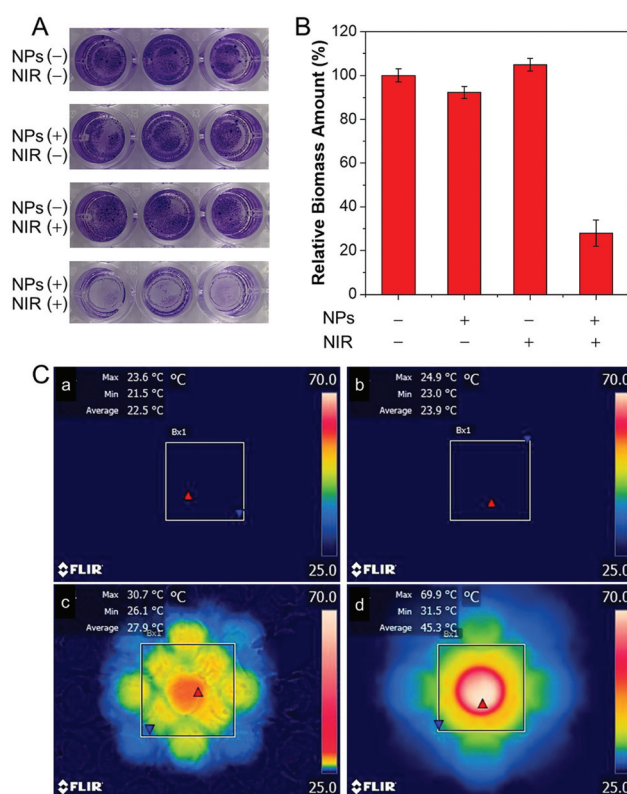 A
NPs (−)
NIR (−)
NPs (+)
NIR (−)
NPs (−)
NIR (+)
NPs (+)
NIR (+)
B
Relative Biomass Amount (%)
120
100
80
60
40
20
0
NPs − + − +
NIR − − + +
C
a
Max 23.6 °C °C
Min 21.5 °C
Average 22.5 °C
70.0
Bx1
FLIR
25.0
b
Max 24.9 °C °C
Min 23.0 °C
Average 23.9 °C
70.0
Bx1
FLIR
25.0
c
Max 30.7 °C °C
Min 26.1 °C
Average 27.9 °C
70.0
Bx1
FLIR
25.0
d
Max 69.9 °C °C
Min 31.5 °C
Average 45.3 °C
70.0
Bx1
FLIR
25.0